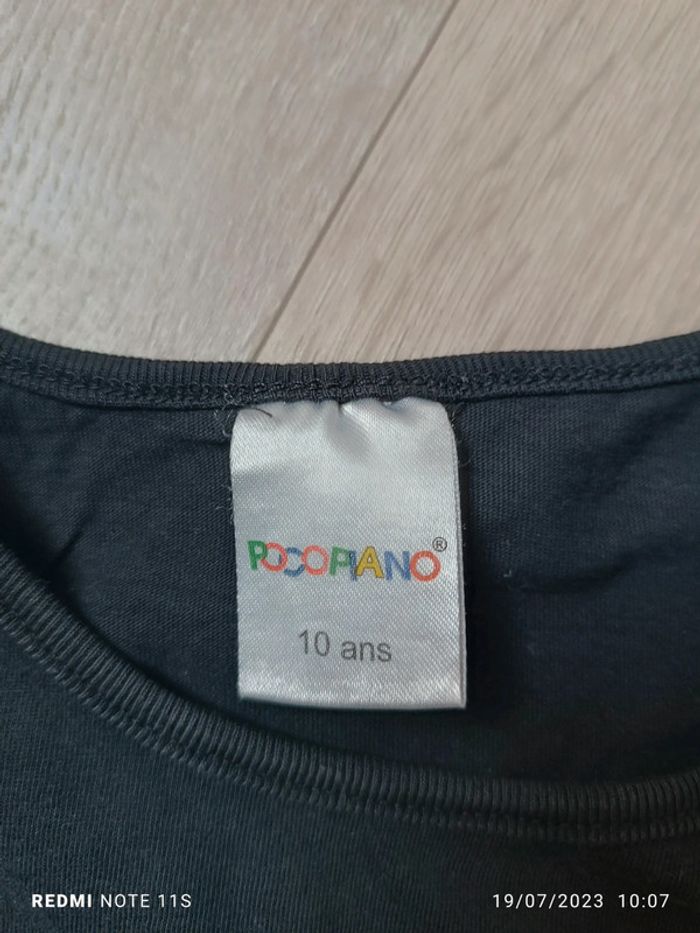 POCOPIANO®
10 ans
REDMI NOTE 11S
19/07/2023 10:07